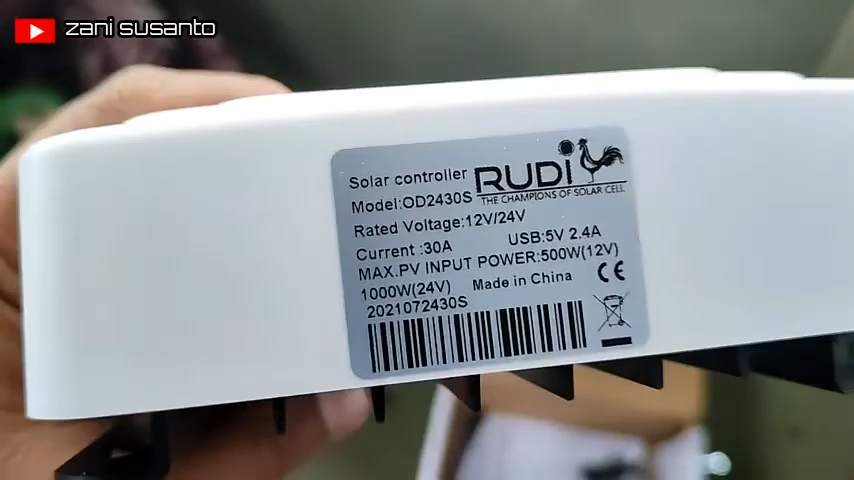 zani susanto
Solar controller
RUDI
THE CHAMPIONS OF SOLAR CELL
Model:OD2430S
Rated Voltage:12V/24V
Current :30A
USB:5V 2.4A
MAX.PV INPUT POWER:500W(12V)
1000W(24V)
Made in China
CE
2021072430S